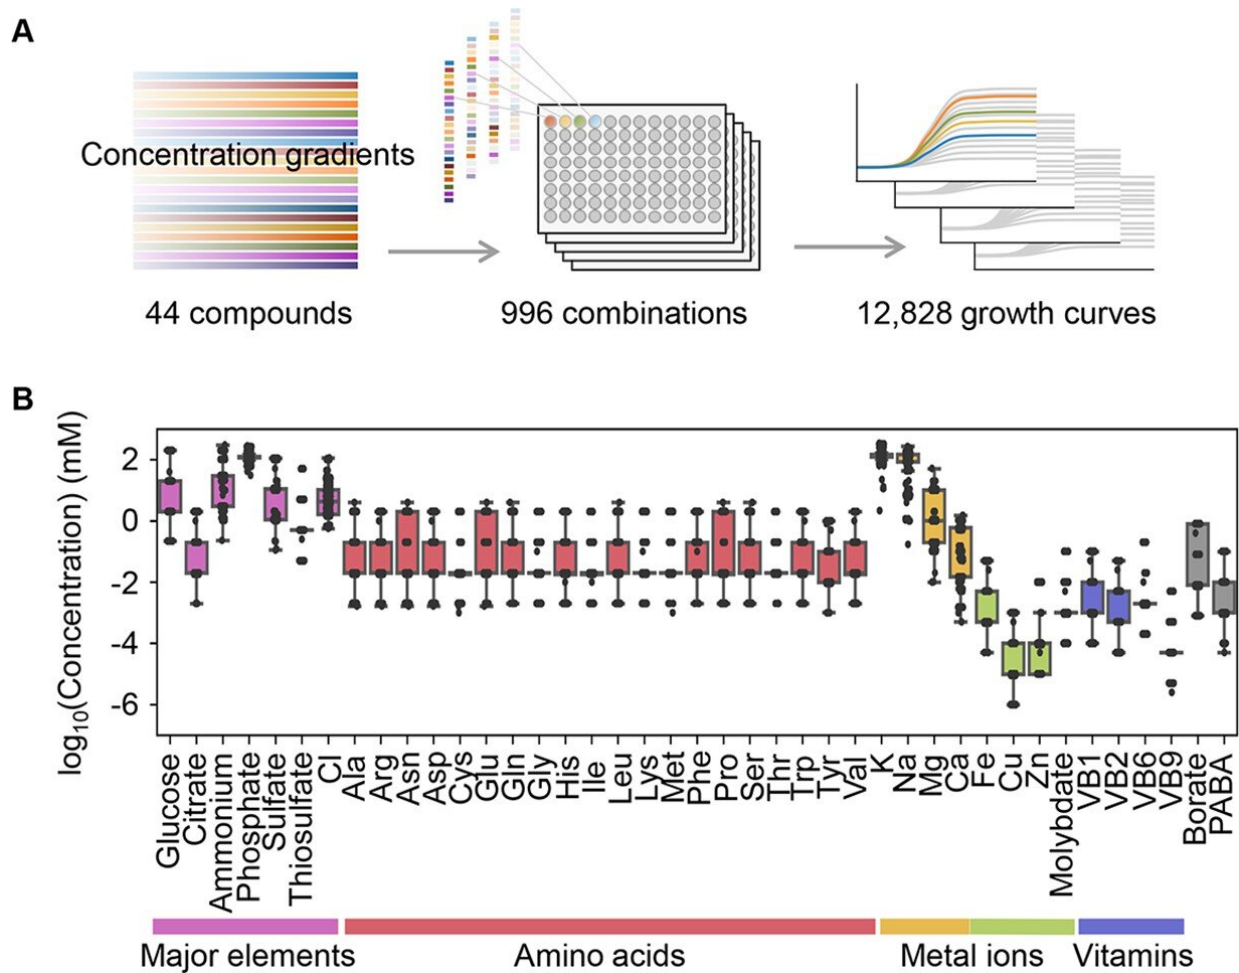 A
Concentration gradients
44 compounds
996 combinations
12,828 growth curves
B
log10(Concentration) (mM)
2
0
-2
-4
-6
Glucose
Citrate
Ammonium
Phosphate
Sulfate
Thiosulfate
Cl
Ala
Arg
Asn
Asp
Cys
Glu
Gln
Gly
His
Ile
Leu
Lys
Met
Phe
Pro
Ser
Thr
Trp
Tyr
Val
K
Na
Mg
Ca
Fe
Cu
Zn
Molybdate
VB1
VB2
VB6
VB9
Borate
PABA
Major elements
Amino acids
Metal ions
Vitamins